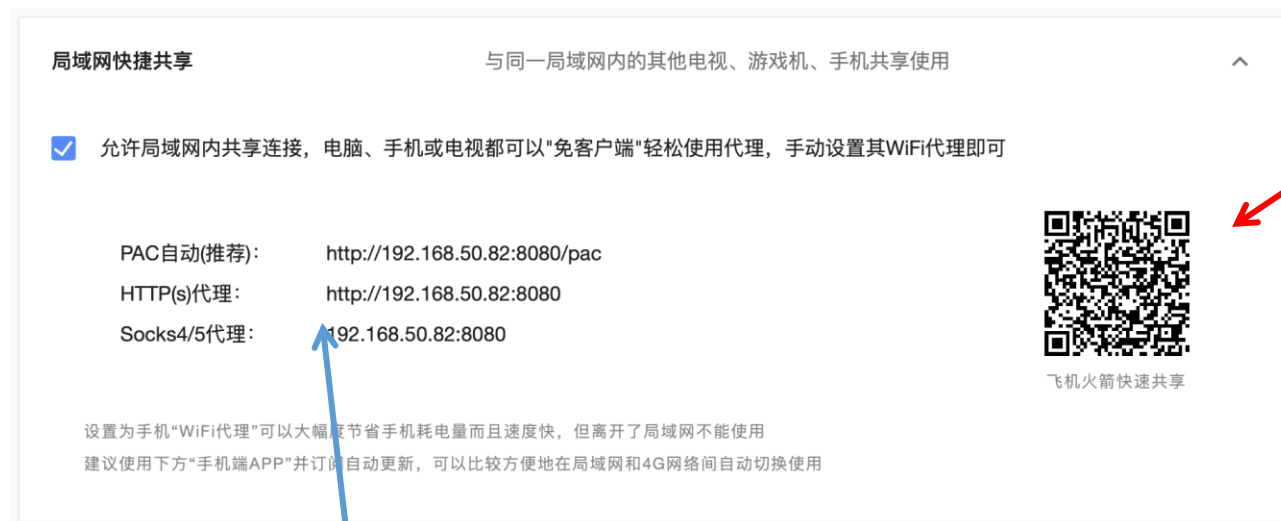 局域网快捷共享 与同一局域网内的其他电视、游戏机、手机共享使用
允许局域网内共享连接，电脑、手机或电视都可以"免客户端"轻松使用代理，手动设置其WiFi代理即可
PAC自动(推荐)： http://192.168.50.82:8080/pac
HTTP(s)代理： http://192.168.50.82:8080
Socks4/5代理： 192.168.50.82:8080
飞机火箭快速共享
设置为手机“WiFi代理”可以大幅度节省手机耗电量而且速度快，但离开了局域网不能使用
建议使用下方“手机端APP”并订阅自动更新，可以比较方便地在局域网和4G网络间自动切换使用